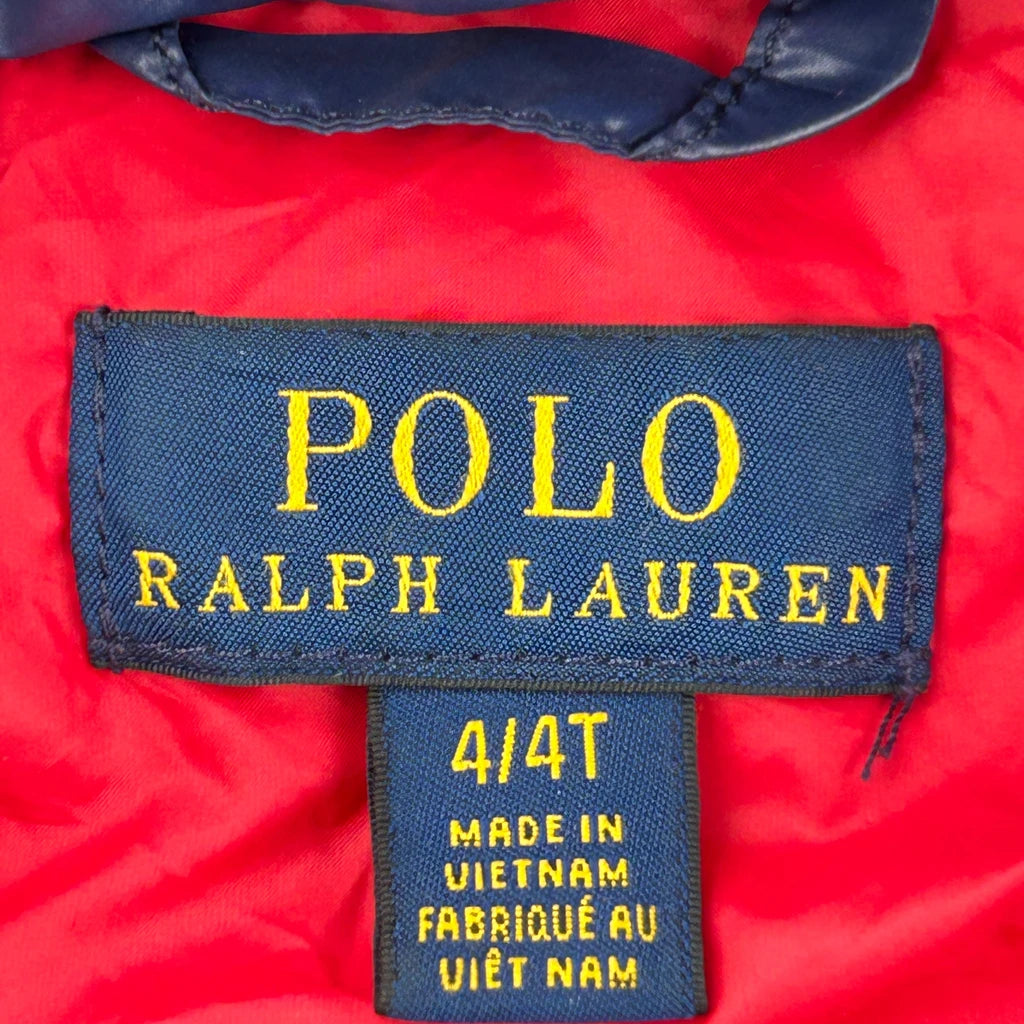 POLO
RALPH LAUREN
4/4T
MADE IN
VIETNAM
FABRIQUÉ AU
VIÊT NAM